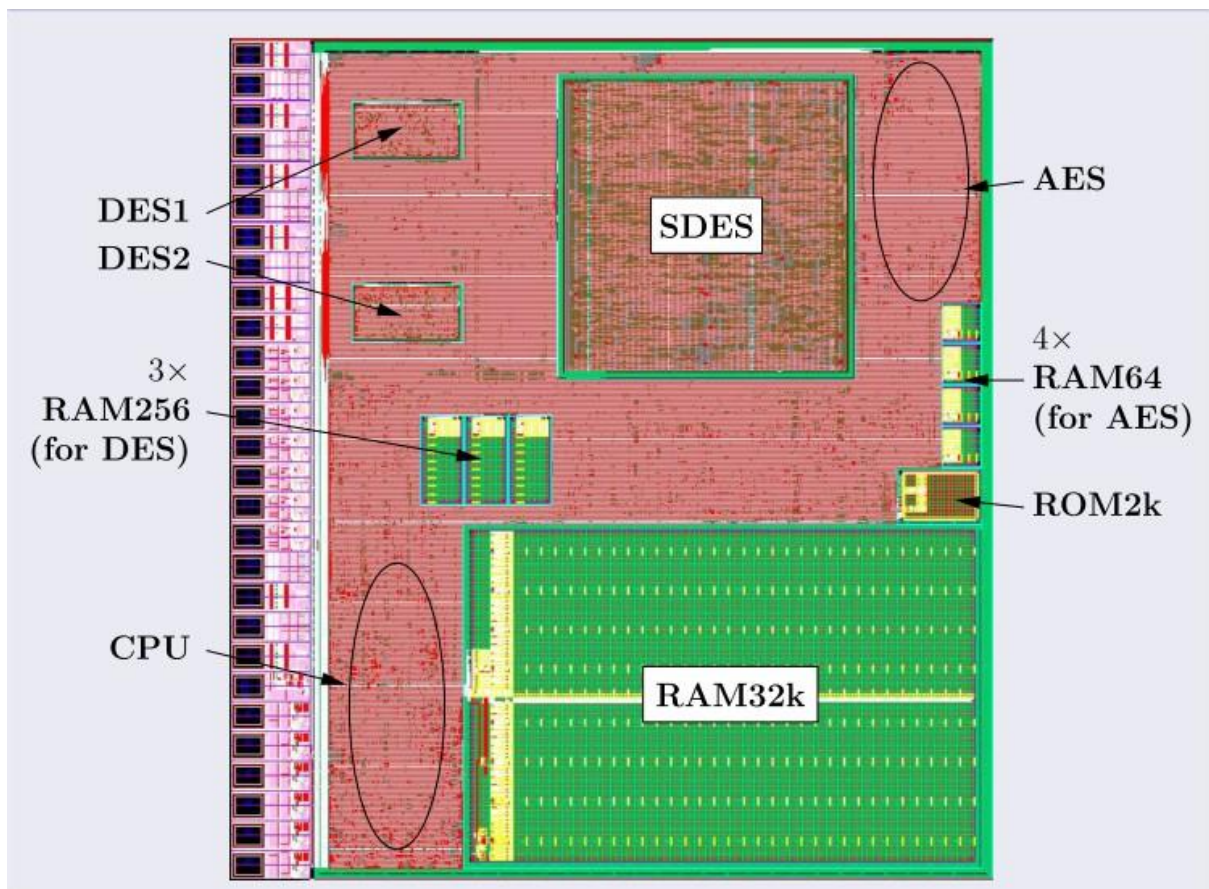 DES1
DES2
SDES
AES
3×
RAM256
(for DES)
4×
RAM64
(for AES)
ROM2k
CPU
RAM32k